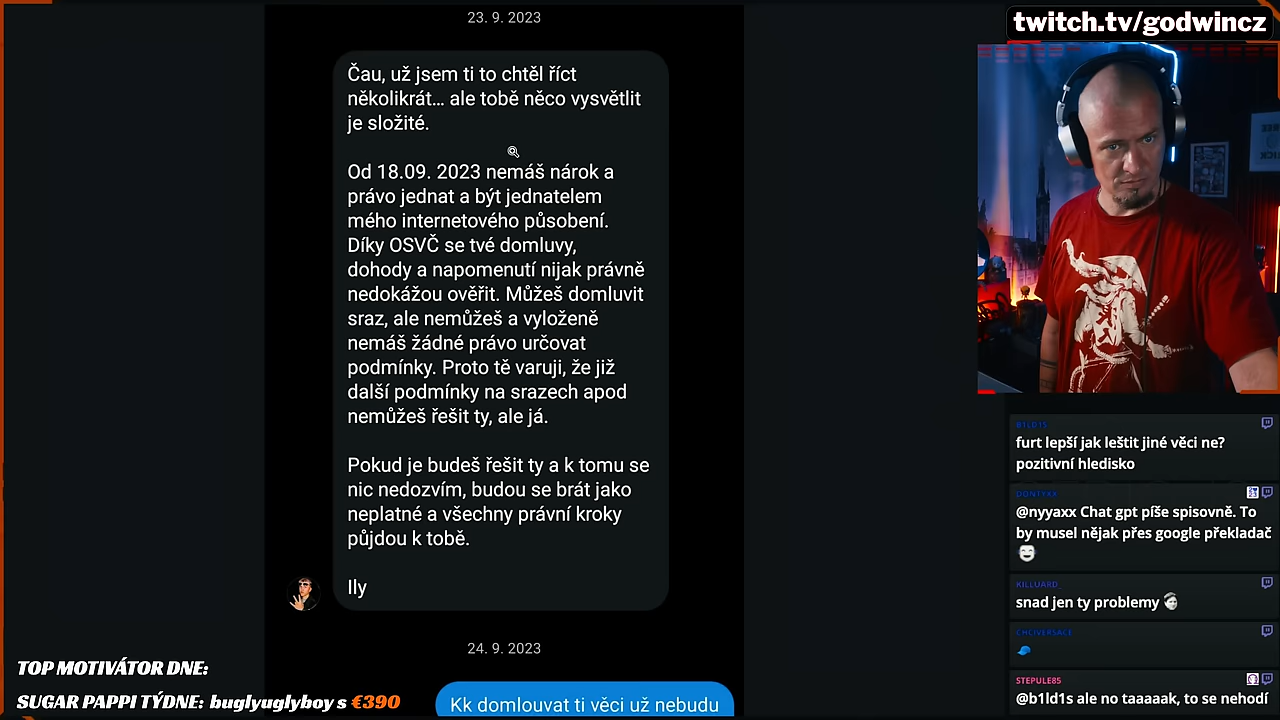 23. 9. 2023
Čau, už jsem ti to chtěl říct
několikrát… ale tobě něco vysvětlit
je složité.
Od 18.09. 2023 nemáš nárok a
právo jednat a být jednatelem
mého internetového působení.
Díky OSVČ se tvé domluvy,
dohody a napomenutí nijak právně
nedokážou ověřit. Můžeš domluvit
sraz, ale nemůžeš a vyloženě
nemáš žádné právo určovat
podmínky. Proto tě varuji, že již
další podmínky na srazech apod
nemůžeš řešit ty, ale já.
Pokud je budeš řešit ty a k tomu se
nic nedozvím, budou se brát jako
neplatné a všechny právní kroky
půjdou k tobě.
Ily
24. 9. 2023
Kk domlouvat ti věci už nebudu
TOP MOTIVÁTOR DNE:
SUGAR PAPPI TÝDNE: buglyuglyboy s €390
twitch.tv/godwincz
B1LD1S
furt lepší jak leštit jiné věci ne?
pozitivní hledisko
DONTYXX
@nyyaxx Chat gpt píše spisovně. To
by musel nějak přes google překladač
KILLUARD_
snad jen ty problemy
CHCIVERSACE
STEPULE85
@b1ld1s ale no taaaaak, to se nehodí